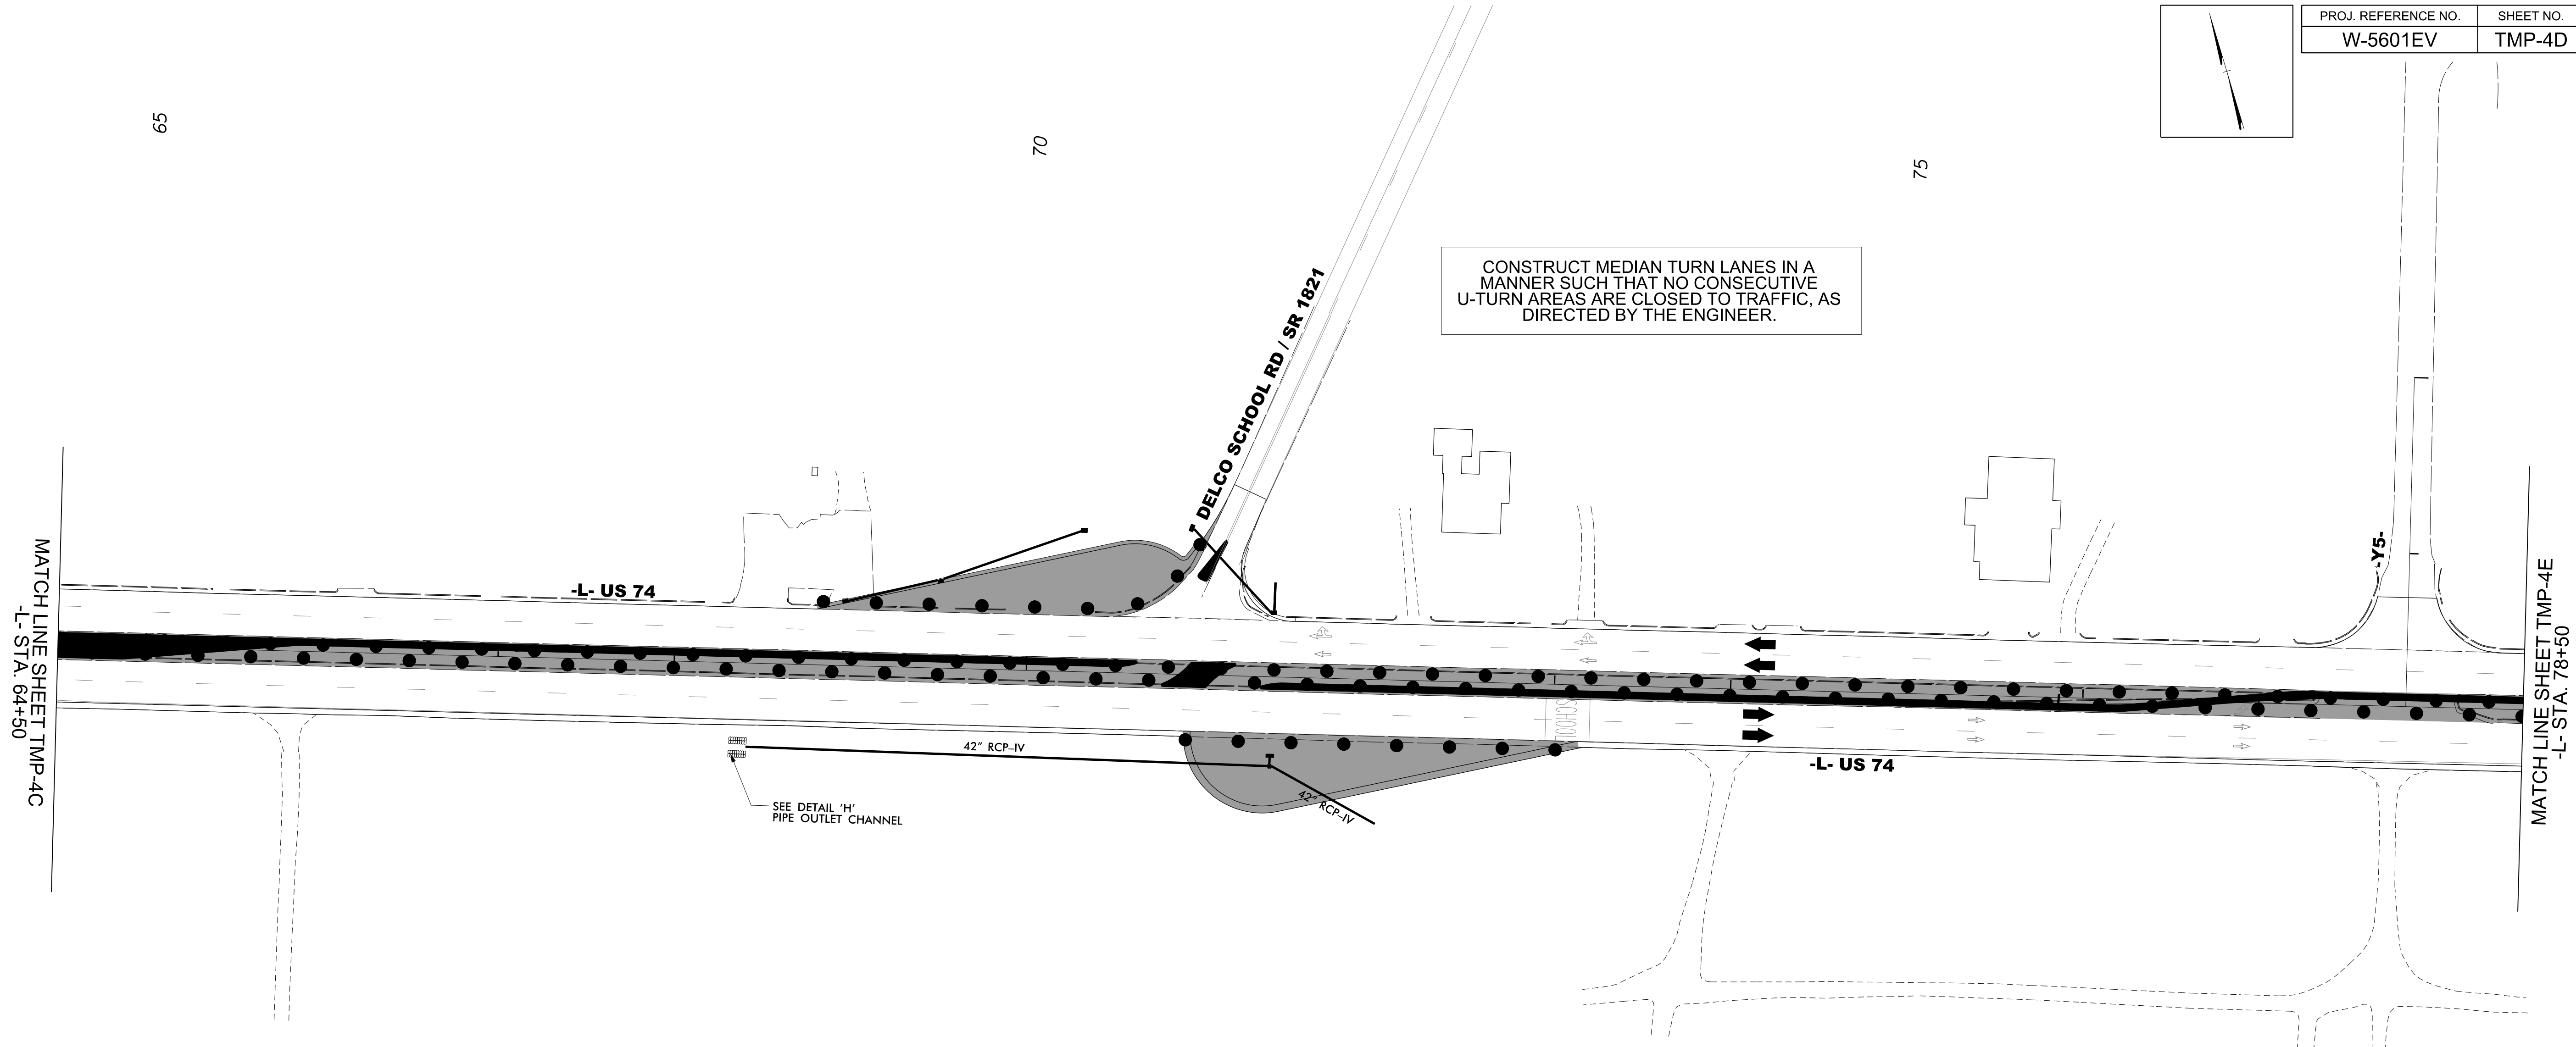 PROJ. REFERENCE NO.
SHEET NO.
W-5601EV
TMP-4D
65
70
75
CONSTRUCT MEDIAN TURN LANES IN A
MANNER SUCH THAT NO CONSECUTIVE
U-TURN AREAS ARE CLOSED TO TRAFFIC, AS
DIRECTED BY THE ENGINEER.
DELCO SCHOOL RD / SR 1821
-Y5-
-L- US 74
MATCH LINE SHEET TMP-4C
-L- STA. 64+50
MATCH LINE SHEET TMP-4E
-L- STA. 78+50
SCHOOL
42" RCP-IV
42" RCP-IV
-L- US 74
SEE DETAIL 'H'
PIPE OUTLET CHANNEL